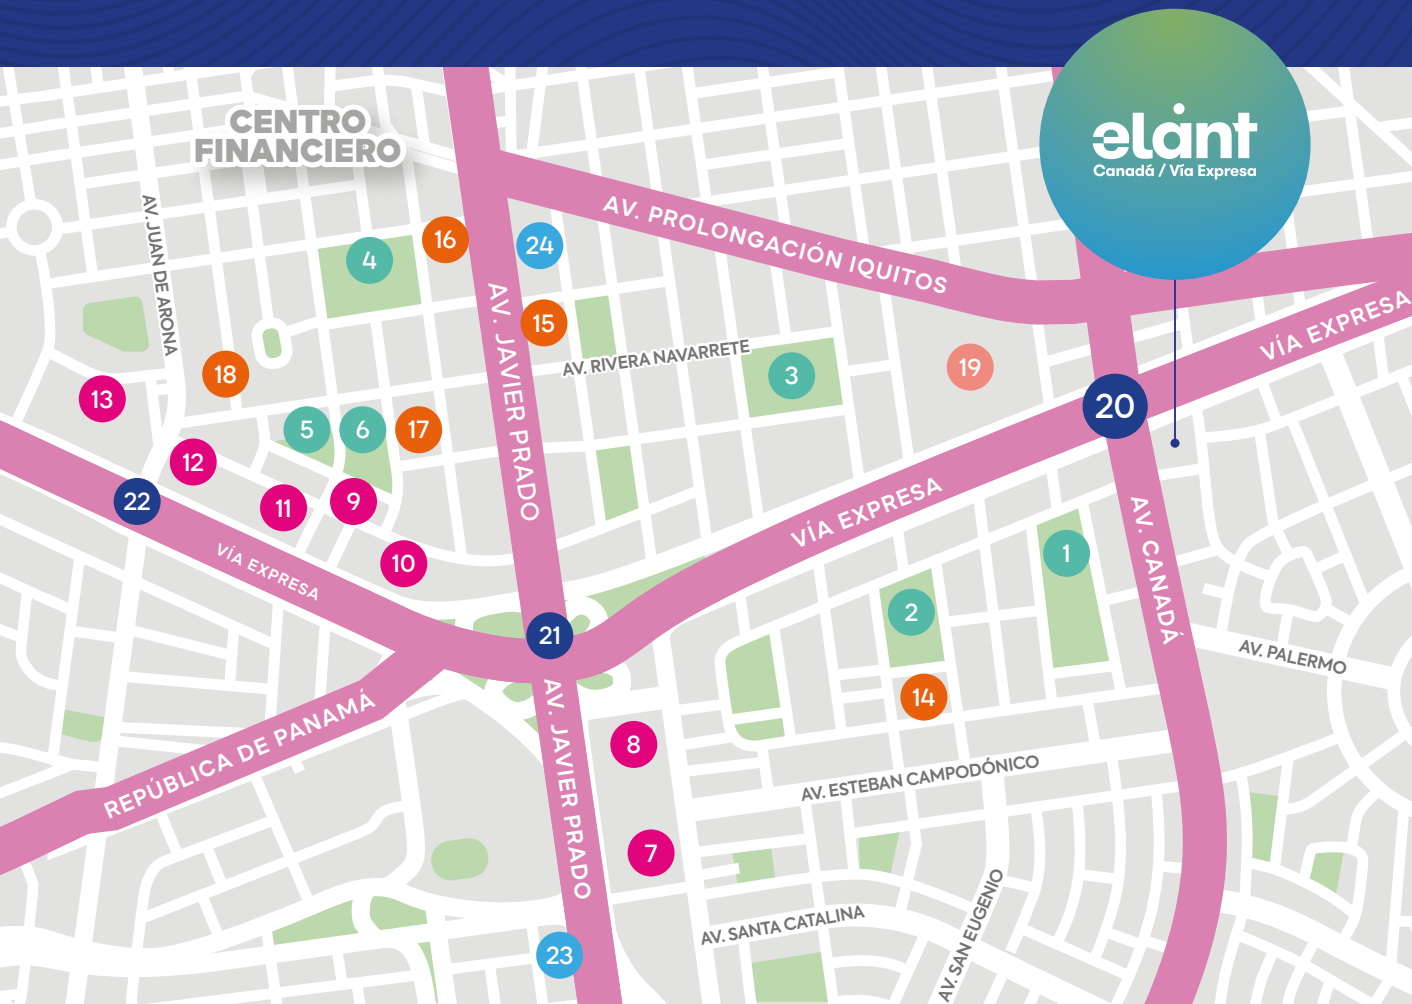 elant
Canadá / Vía Expresa
CENTRO
FINANCIERO
AV. JUAN DE ARONA
AV. PROLONGACIÓN IQUITOS
16
24
4
AV. JAVIER PRADO
15
VÍA EXPRESA
AV. RIVERA NAVARRETE
18
3
19
13
20
5
6
17
12
22
11
9
VÍA EXPRESA
AV. CANADÁ
10
VÍA EXPRESA
1
2
21
AV. PALERMO
14
AV. JAVIER PRADO
REPÚBLICA DE PANAMÁ
8
AV. ESTEBAN CAMPODÓNICO
7
AV. SANTA CATALINA
AV. SAN EUGENIO
23